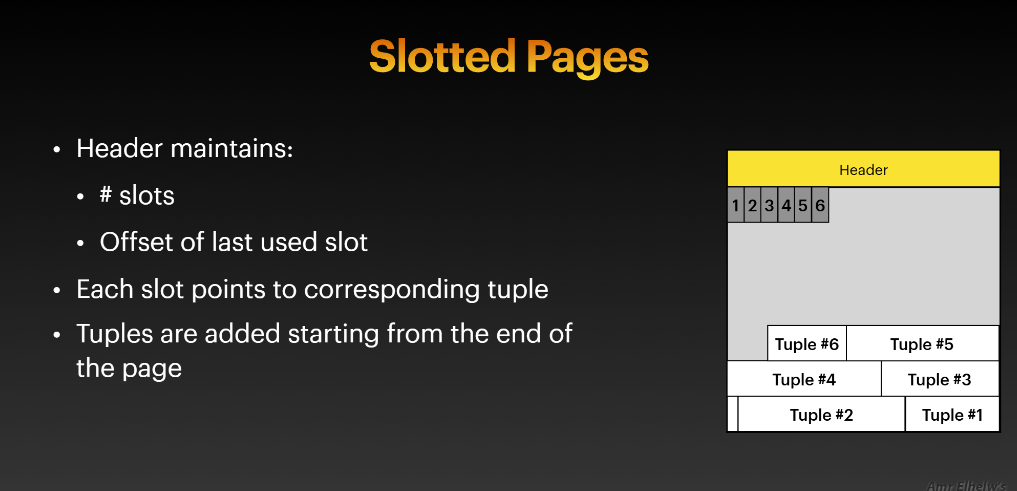 Slotted Pages
• Header maintains:
• # slots
• Offset of last used slot
• Each slot points to corresponding tuple
• Tuples are added starting from the end of
the page
Header
1 2 3 4 5 6
Tuple #6 Tuple #5
Tuple #4 Tuple #3
Tuple #2 Tuple #1
Amr Elhelw's